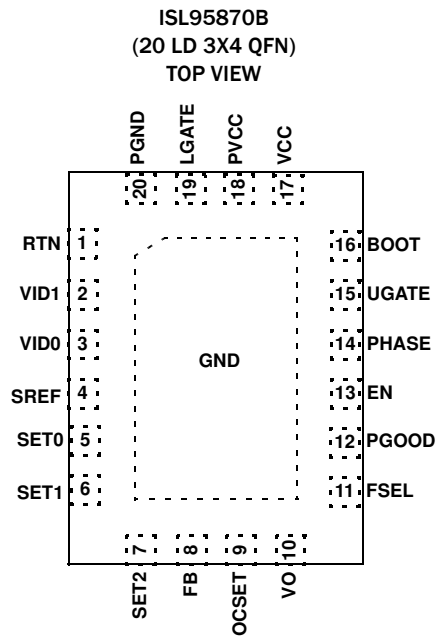 ISL95870B
(20 LD 3X4 QFN)
TOP VIEW
PGND
LGATE
PVCC
VCC
20
19
18
17
RTN 1
16 BOOT
VID1 2
15 UGATE
VID0 3
14 PHASE
GND
SREF 4
13 EN
SET0 5
12 PGOOD
SET1 6
11 FSEL
7
8
9
10
SET2
FB
OCSET
VO